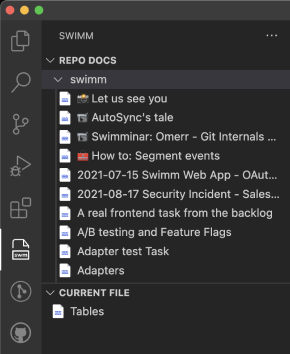 SWIMM
REPO DOCS
swimm
📸 Let us see you
📹 AutoSync's tale
📹 Swimminar: Omerr - Git Internals ...
🧰 How to: Segment events
2021-07-15 Swimm Web App - OAut...
2021-08-17 Security Incident - Sales...
A real frontend task from the backlog
A/B testing and Feature Flags
Adapter test Task
Adapters
swm
CURRENT FILE
Tables